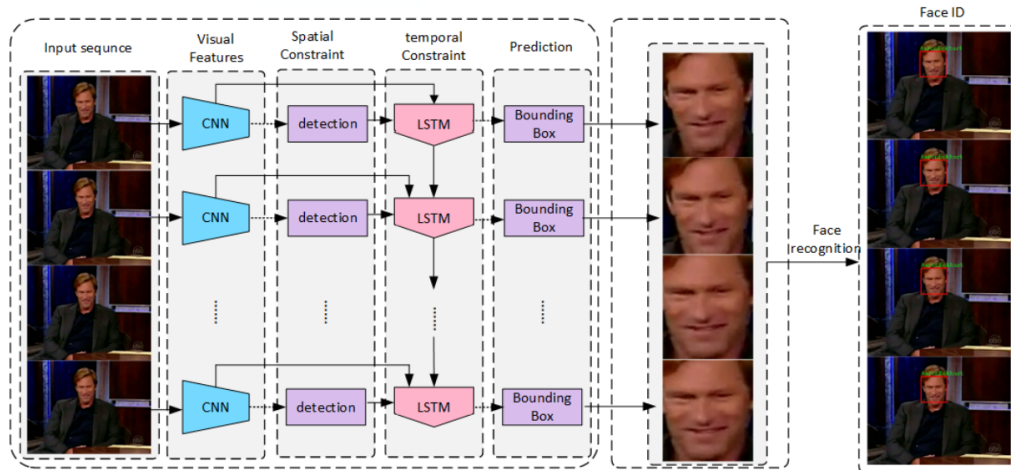 Face ID
Input sequnce
Visual
Features
Spatial
Constraint
temporal
Constraint
Prediction
CNN
detection
LSTM
Bounding
Box
CNN
detection
LSTM
Bounding
Box
Face
recognition
CNN
detection
LSTM
Bounding
Box